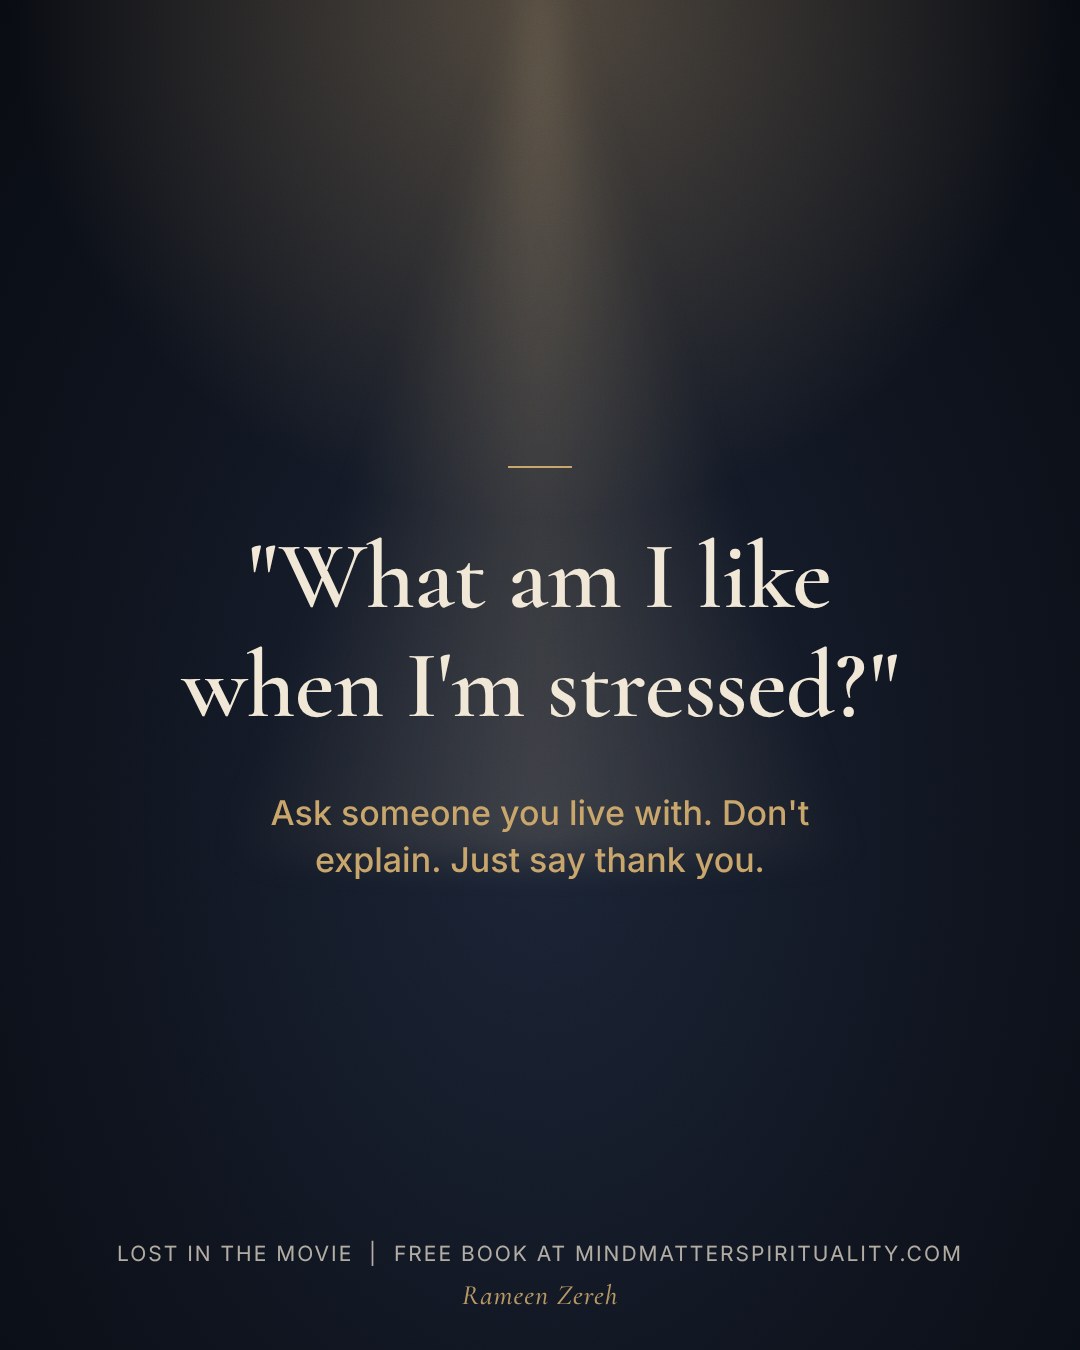 "What am I like
when I'm stressed?"
Ask someone you live with. Don't
explain. Just say thank you.
LOST IN THE MOVIE | FREE BOOK AT MINDMATTERSPIRITUALITY.COM
Rameen Zereh